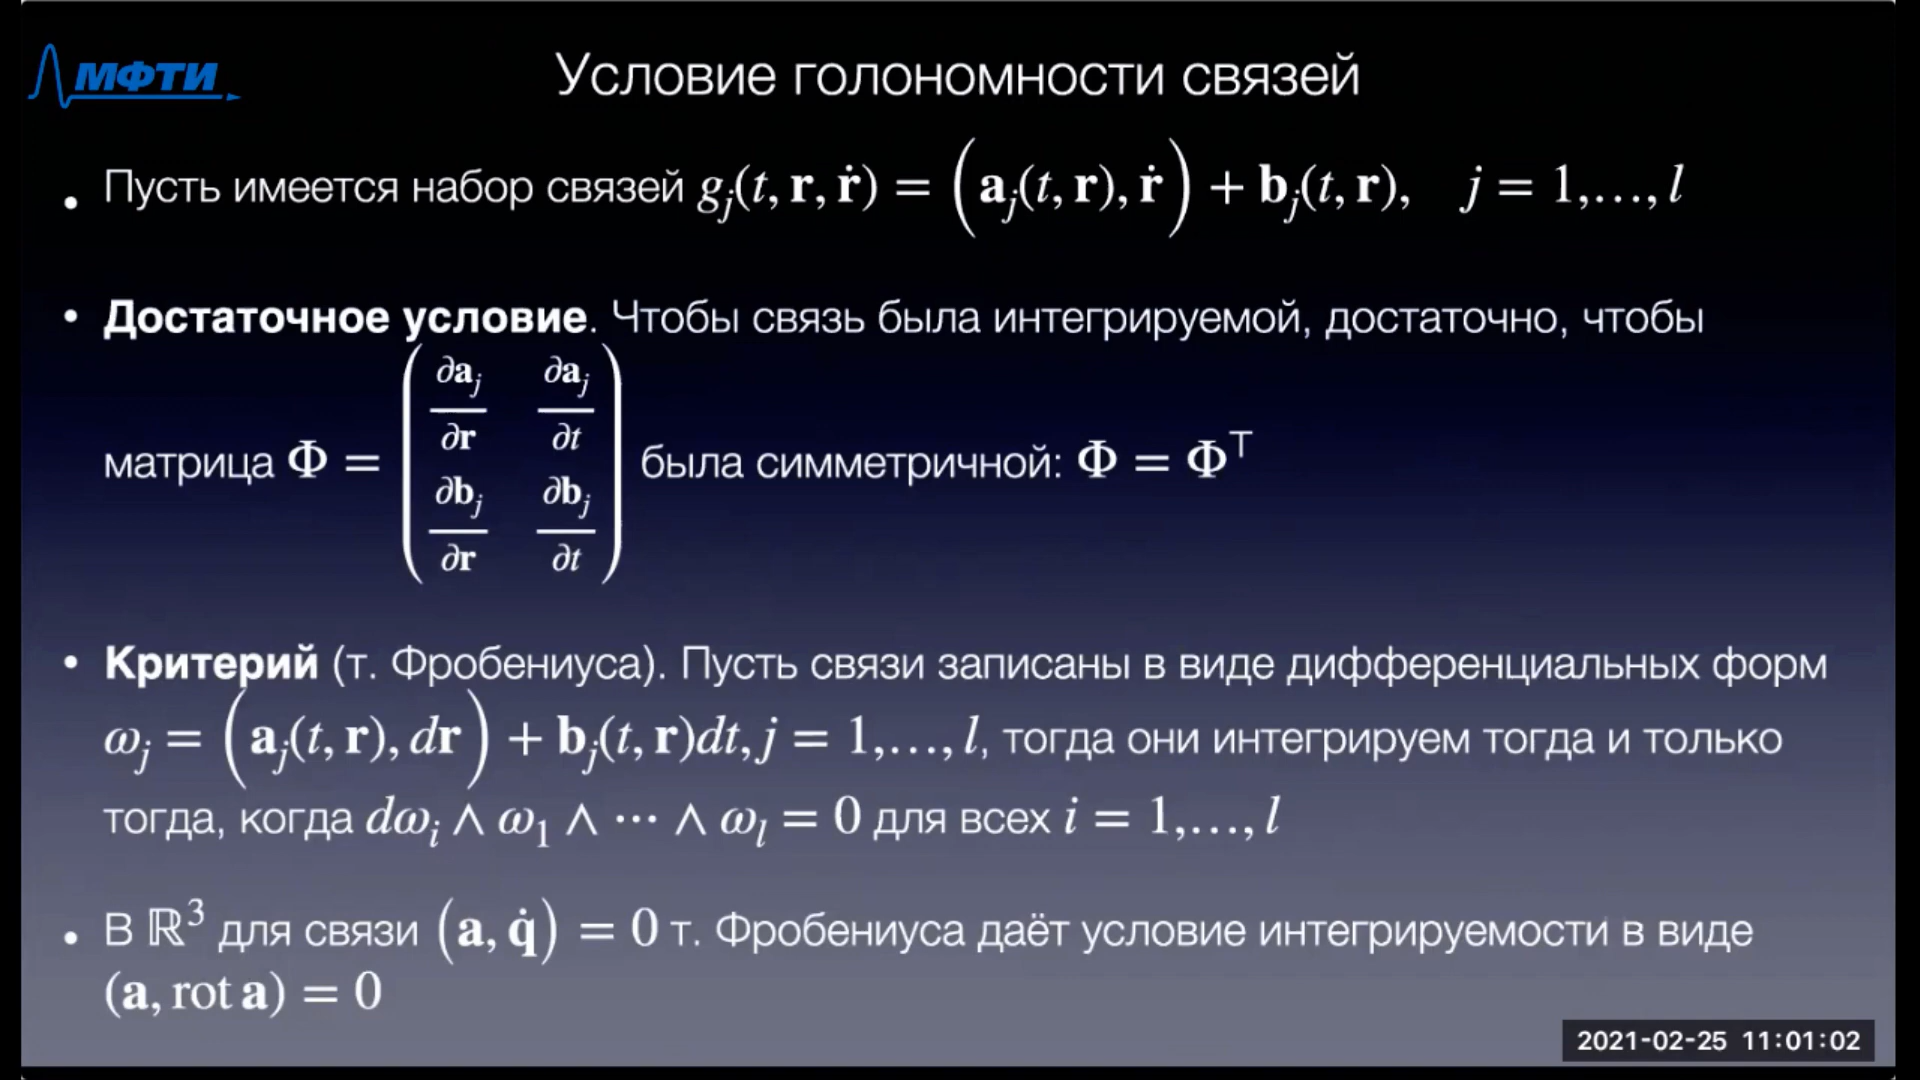 МФТИ
Условие голономности связей
• Пусть имеется набор связей g_j(t, r, ṙ) = (a_j(t, r), ṙ) + b_j(t, r), j = 1,…, l
• Достаточное условие. Чтобы связь была интегрируемой, достаточно, чтобы
матрица Φ = (∂a_j/∂r ∂a_j/∂t ∂b_j/∂r ∂b_j/∂t) была симметричной: Φ = Φ^⊤
• Критерий (т. Фробениуса). Пусть связи записаны в виде дифференциальных форм
ω_j = (a_j(t, r), dr) + b_j(t, r)dt, j = 1,…, l, тогда они интегрируем тогда и только
тогда, когда dω_i ∧ ω_1 ∧ ⋯ ∧ ω_l = 0 для всех i = 1,…, l
• В ℝ³ для связи (a, q̇) = 0 т. Фробениуса даёт условие интегрируемости в виде
(a, rot a) = 0
2021-02-25 11:01:02